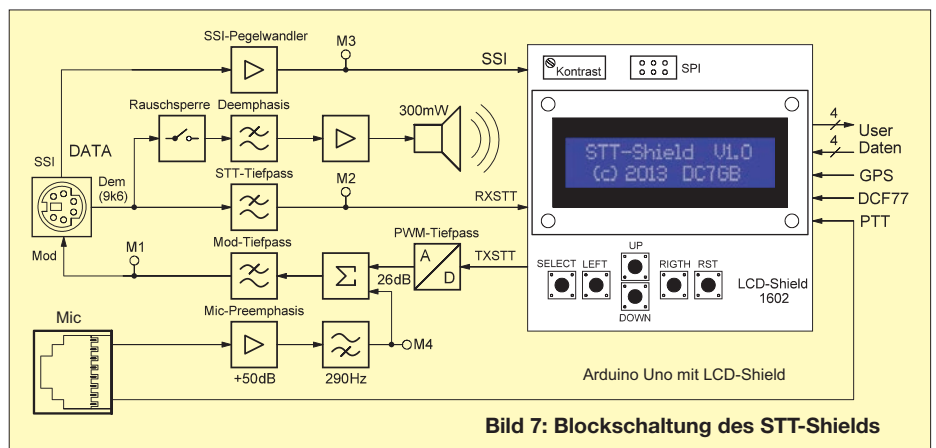 SSI-Pegelwandler
M3
SSI
Kontrast
SPI
Rauschsperre
Deemphasis
300mW
SSI
DATA
4
User
STT-Shield V1.0
(c) 2013 DC7GB
4
Daten
Dem
(9k6)
STT-Tiefpass
M2
RXSTT
GPS
DCF77
PTT
Mod
M1
Mod-Tiefpass
PWM-Tiefpass
TXSTT
Σ
26dB
A
D
UP
SELECT
LEFT
RIGTH
RST
DOWN
LCD-Shield
1602
Mic
Mic-Preemphasis
M4
+50dB
290Hz
Arduino Uno mit LCD-Shield
Bild 7: Blockschaltung des STT-Shields